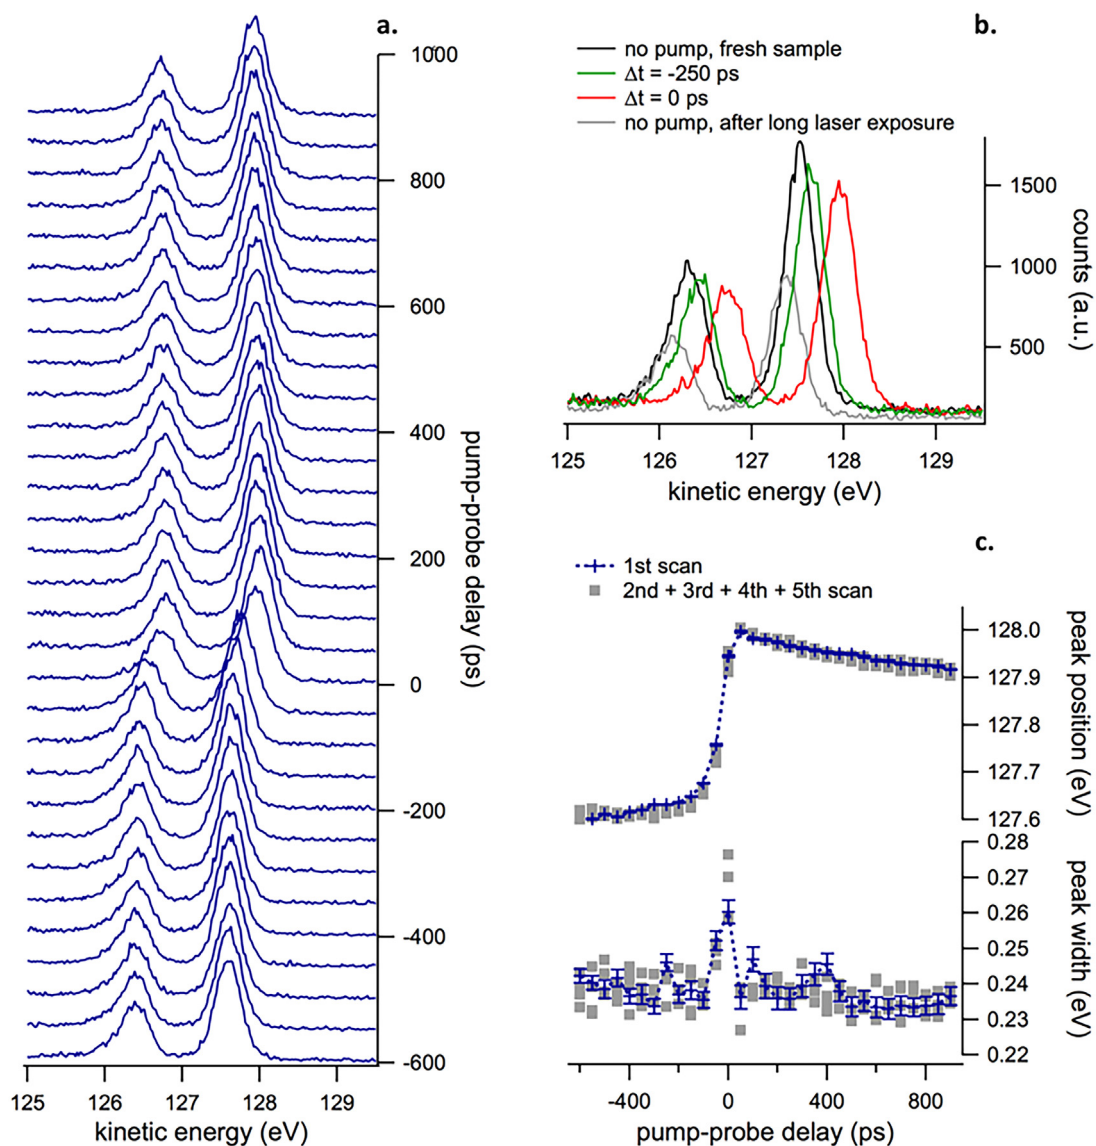 a.
1000
800
600
400
200
0
-200
-400
-600
pump-probe delay (ps)
125 126 127 128 129
kinetic energy (eV)
b.
no pump, fresh sample
Δt = -250 ps
Δt = 0 ps
no pump, after long laser exposure
1500
1000
500
counts (a.u.)
125 126 127 128 129
kinetic energy (eV)
c.
1st scan
2nd + 3rd + 4th + 5th scan
128.0
127.9
127.8
127.7
127.6
peak position (eV)
0.28
0.27
0.26
0.25
0.24
0.23
0.22
peak width (eV)
-400 0 400 800
pump-probe delay (ps)